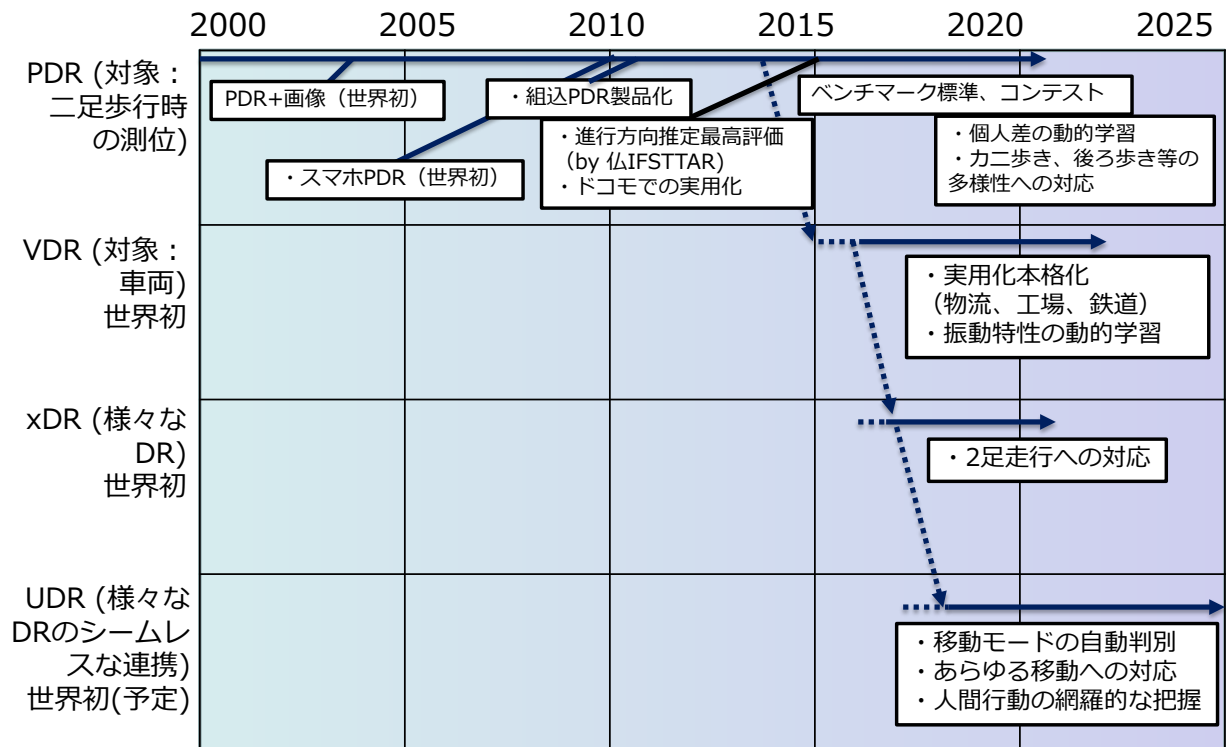 2000 2005 2010 2015 2020 2025
PDR (対象：
二足歩行時
の測位)
PDR+画像（世界初）
・組込PDR製品化
ベンチマーク標準、コンテスト
・スマホPDR（世界初）
・進行方向推定最高評価
（by 仏IFSTTAR）
・ドコモでの実用化
・個人差の動的学習
・カニ歩き、後ろ歩き等の
多様性への対応
VDR (対象：
車両)
世界初
・実用化本格化
（物流、工場、鉄道）
・振動特性の動的学習
xDR (様々な
DR)
世界初
・2足走行への対応
UDR (様々な
DRのシームレ
スな連携)
世界初(予定)
・移動モードの自動判別
・あらゆる移動への対応
・人間行動の網羅的な把握